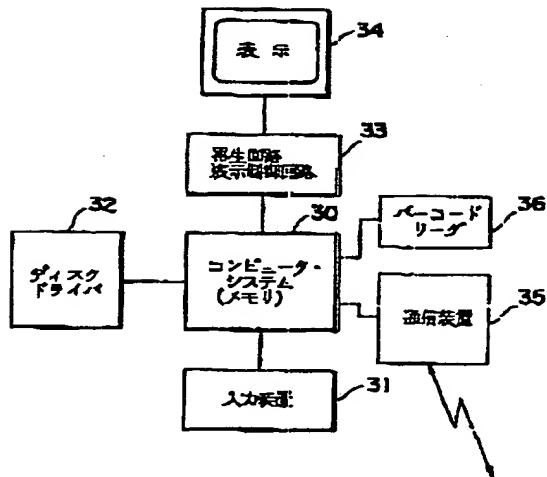 34
表示
33
再生回路
表示制御回路
32
30
36
バーコード
リーダ
ディスク
ドライバ
コンピュータ・
システム
(メモリ)
35
通信装置
31
入力装置